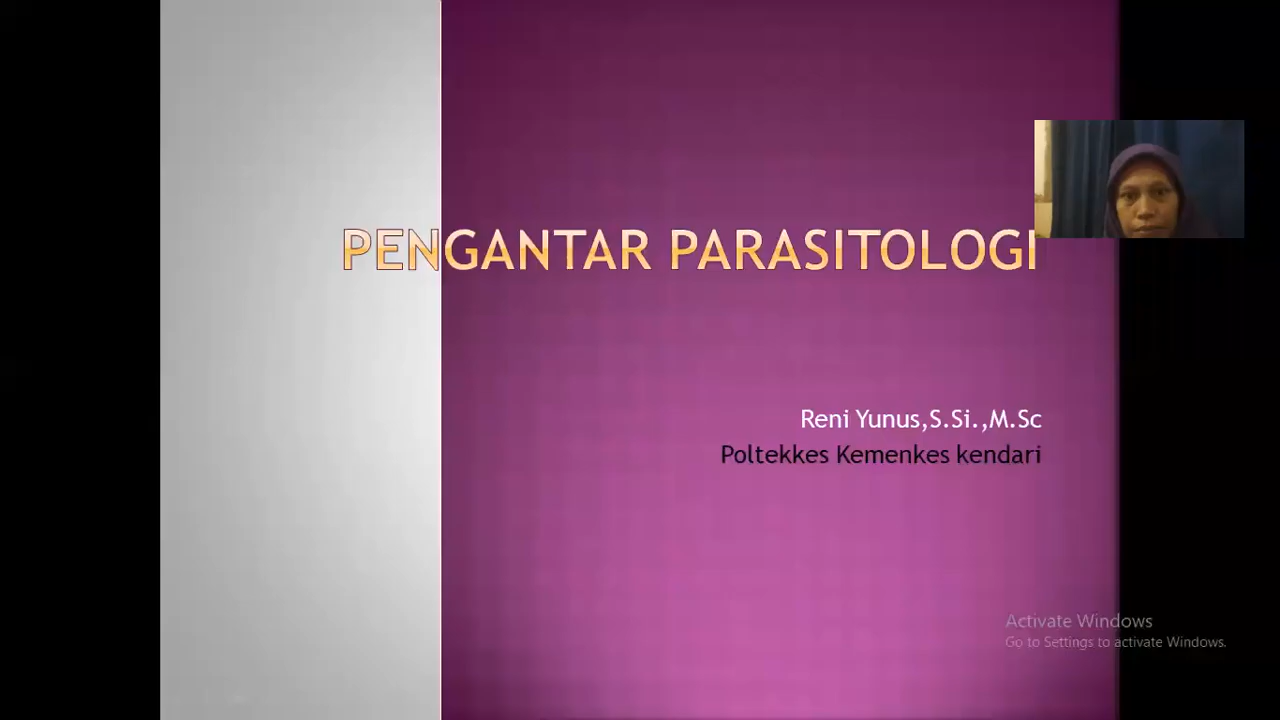 PENGANTAR PARASITOLOGI
Reni Yunus,S.Si.,M.Sc
Poltekkes Kemenkes kendari
Activate Windows
Go to Settings to activate Windows.